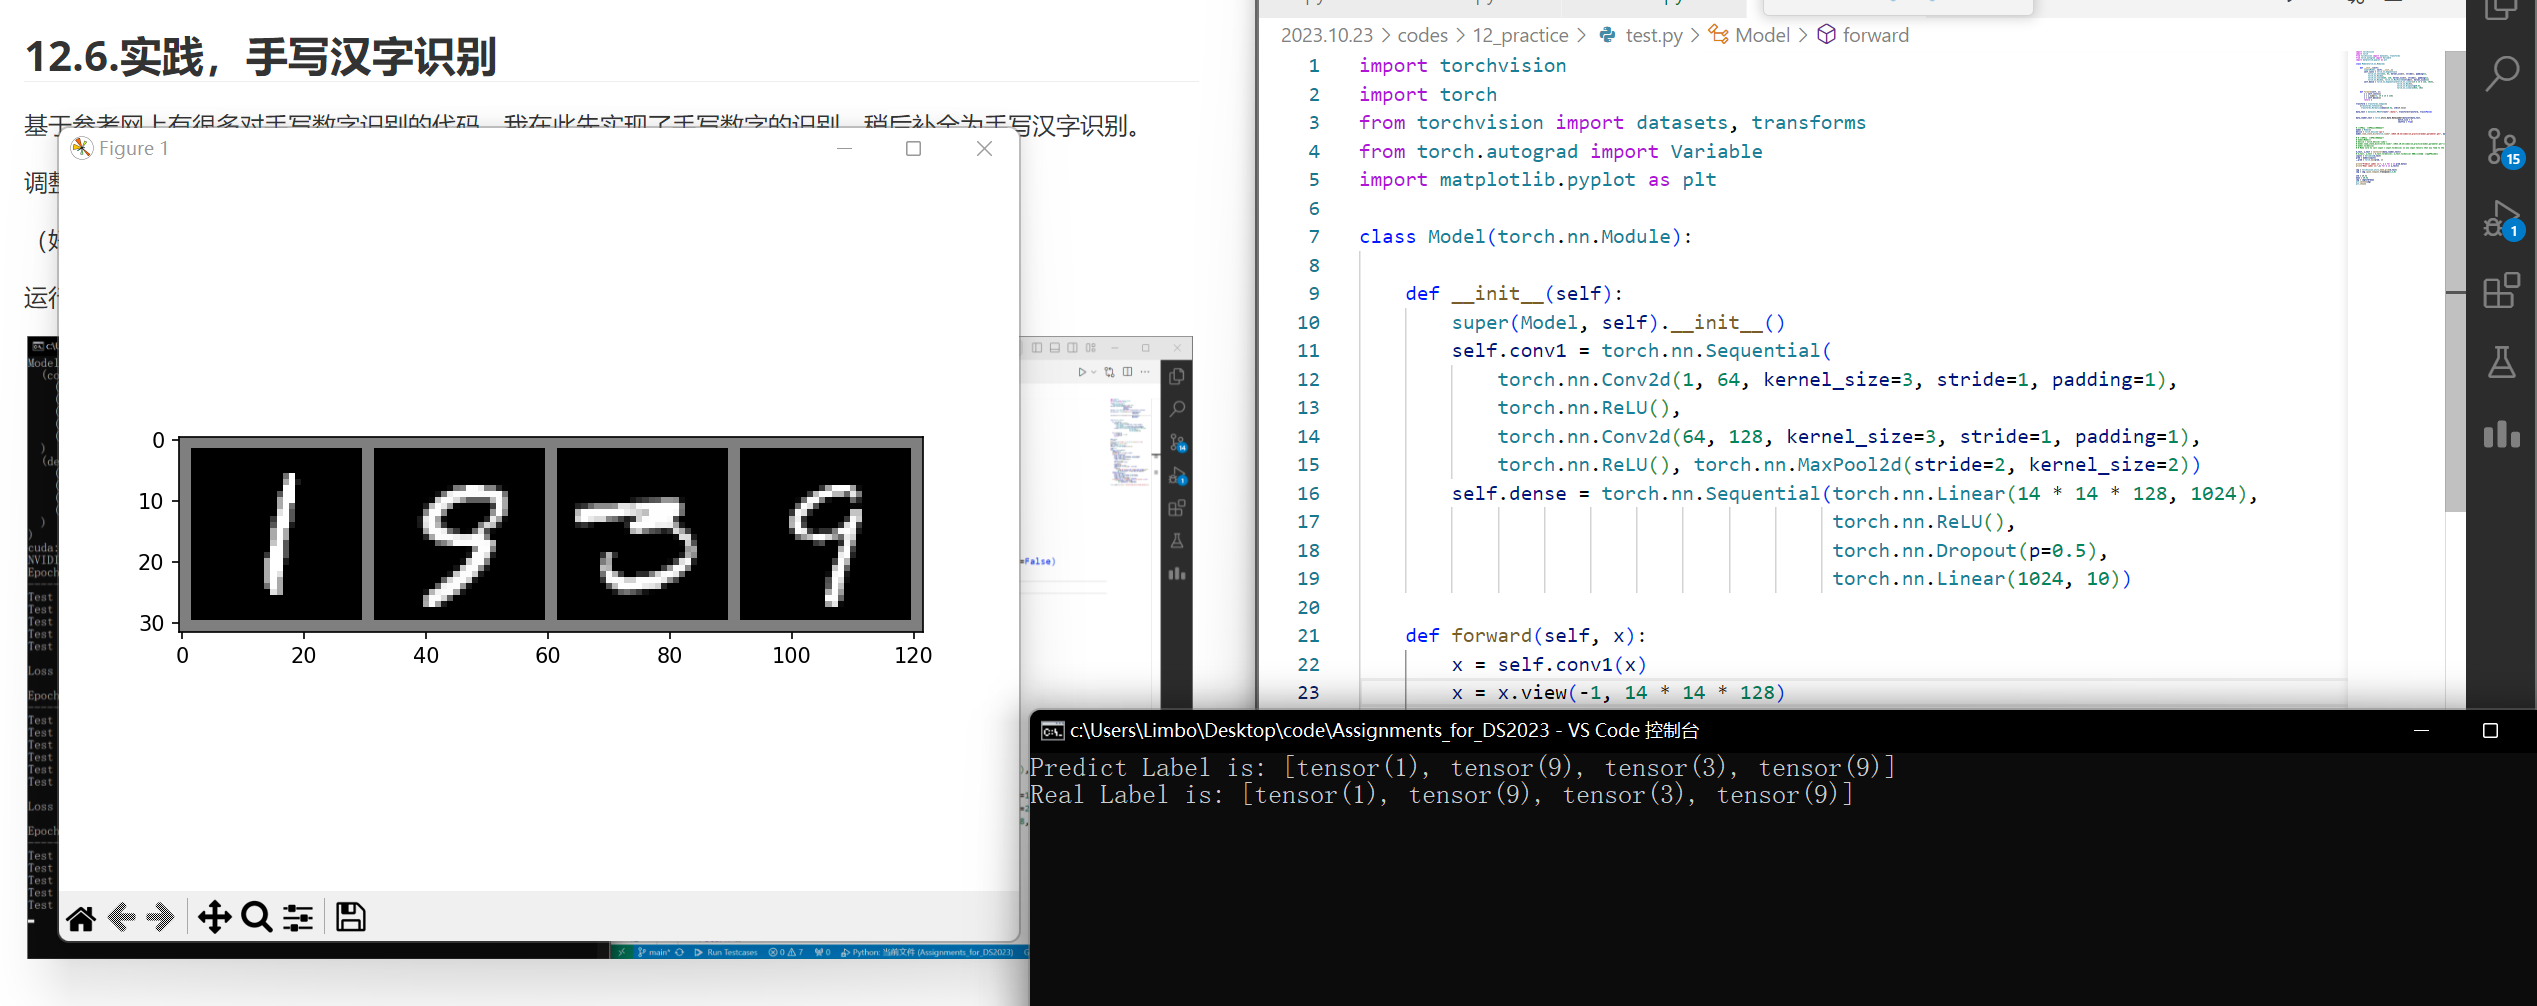 12.6.实践，手写汉字识别
基于参考网上有很多对手写数字识别的代码，我在此先实现了手写数字的识别，稍后补全为手写汉字识别。
调整
运行
Figure 1
0
10
20
30
0 20 40 60 80 100 120
1 9 3 9
Model
cuda:
Epoch
Test
Test
Test
Test
Test
Loss
Epoch
Test
Test
Test
Test
Test
Test
Loss
Epoch
Test
Test
Test
Test
Test
=False)
main* Run Testcases 0 7 0 Python: 当前文件 (Assignments_for_DS2023)
2023.10.23 > codes > 12_practice > test.py > Model > forward
1 import torchvision
2 import torch
3 from torchvision import datasets, transforms
4 from torch.autograd import Variable
5 import matplotlib.pyplot as plt
6
7 class Model(torch.nn.Module):
8
9 def __init__(self):
10 super(Model, self).__init__()
11 self.conv1 = torch.nn.Sequential(
12 torch.nn.Conv2d(1, 64, kernel_size=3, stride=1, padding=1),
13 torch.nn.ReLU(),
14 torch.nn.Conv2d(64, 128, kernel_size=3, stride=1, padding=1),
15 torch.nn.ReLU(), torch.nn.MaxPool2d(stride=2, kernel_size=2))
16 self.dense = torch.nn.Sequential(torch.nn.Linear(14 * 14 * 128, 1024),
17 torch.nn.ReLU(),
18 torch.nn.Dropout(p=0.5),
19 torch.nn.Linear(1024, 10))
20
21 def forward(self, x):
22 x = self.conv1(x)
23 x = x.view(-1, 14 * 14 * 128)
15
1
c:\Users\Limbo\Desktop\code\Assignments_for_DS2023 - VS Code 控制台
Predict Label is: [tensor(1), tensor(9), tensor(3), tensor(9)]
Real Label is: [tensor(1), tensor(9), tensor(3), tensor(9)]